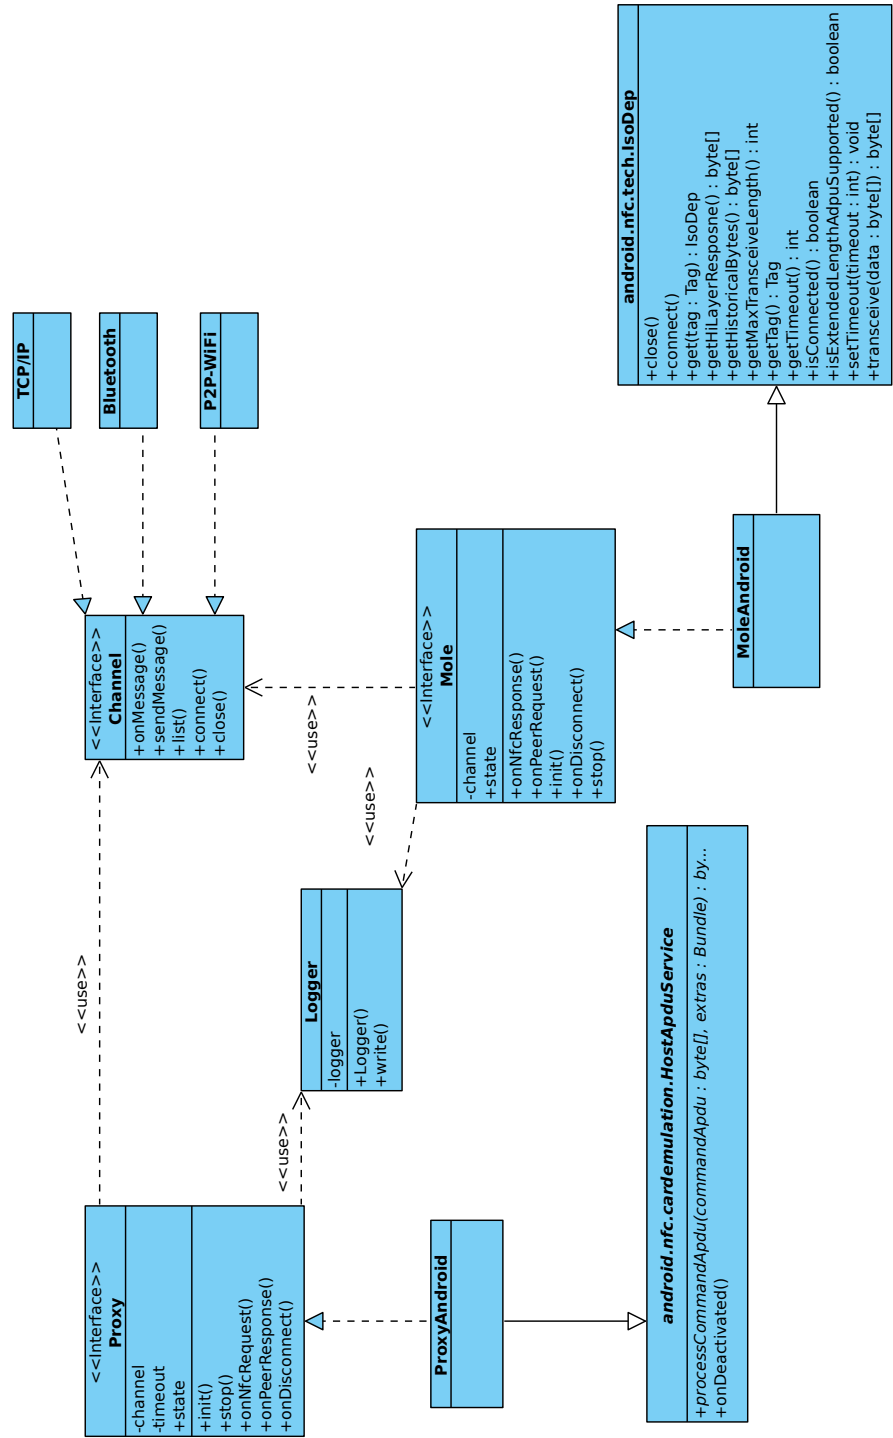 <<Interface>>
Proxy
-channel
-timeout
+state
+init()
+stop()
+onNfcRequest()
+onPeerResponse()
+onDisconnect()
<<use>>
<<Interface>>
Channel
+onMessage()
+sendMessage()
+list()
+connect()
+close()
TCP/IP
Bluetooth
P2P-WiFi
<<use>>
Logger
-logger
+Logger()
+write()
<<use>>
<<use>>
<<Interface>>
Mole
-channel
+state
+onNfcResponse()
+onPeerRequest()
+init()
+onDisconnect()
+stop()
ProxyAndroid
android.nfc.cardemulation.HostApduService
+processCommandApdu(commandApdu : byte[], extras : Bundle) : by...
+onDeactivated()
MoleAndroid
android.nfc.tech.IsoDep
+close()
+connect()
+get(tag : Tag) : IsoDep
+getHiLayerResposne() : byte[]
+getHistoricalBytes() : byte[]
+getMaxTransceiveLength() : int
+getTag() : Tag
+getTimeout() : int
+isConnected() : boolean
+isExtendedLengthAdpuSupported() : boolean
+setTimeout(timeout : int) : void
+transceive(data : byte[]) : byte[]